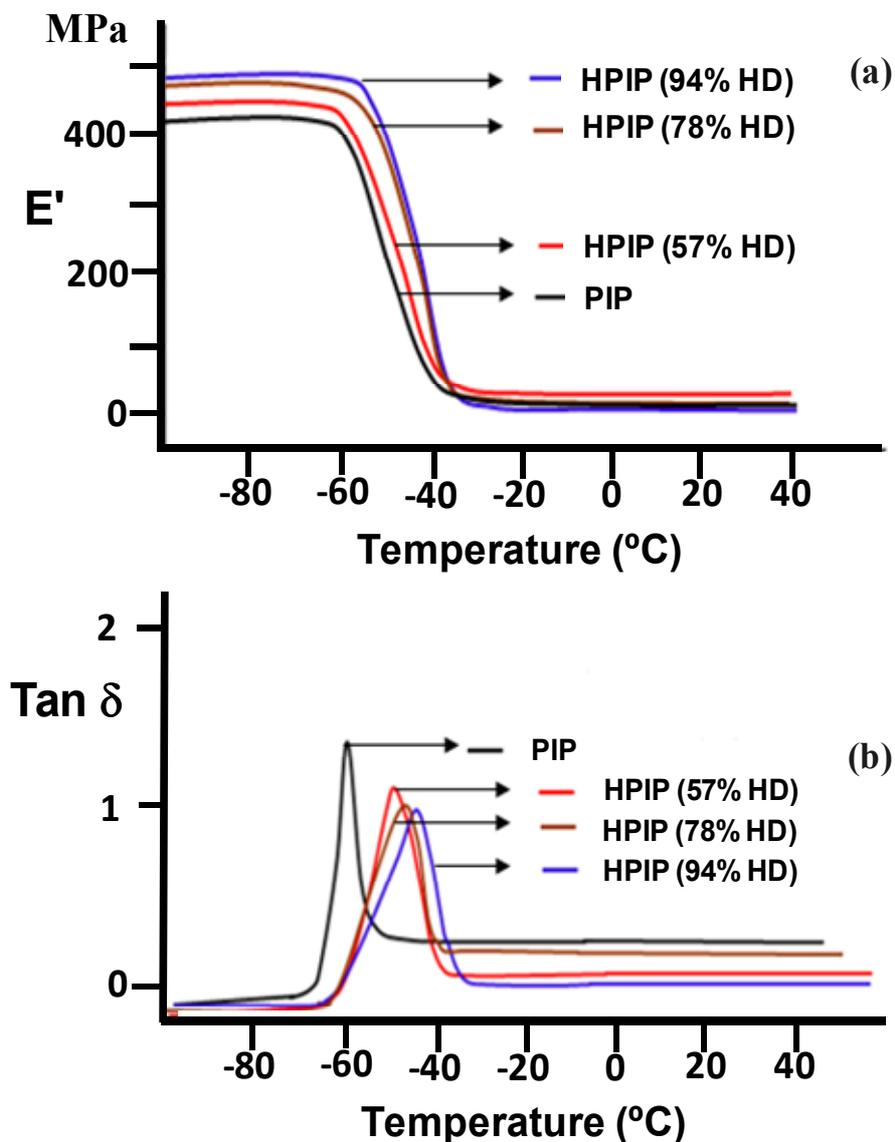 MPa
(a)
HPIP (94% HD)
HPIP (78% HD)
400
E'
HPIP (57% HD)
200
PIP
0
-80 -60 -40 -20 0 20 40
Temperature (ºC)
2
Tan δ
PIP
(b)
HPIP (57% HD)
1
HPIP (78% HD)
HPIP (94% HD)
0
-80 -60 -40 -20 0 20 40
Temperature (ºC)